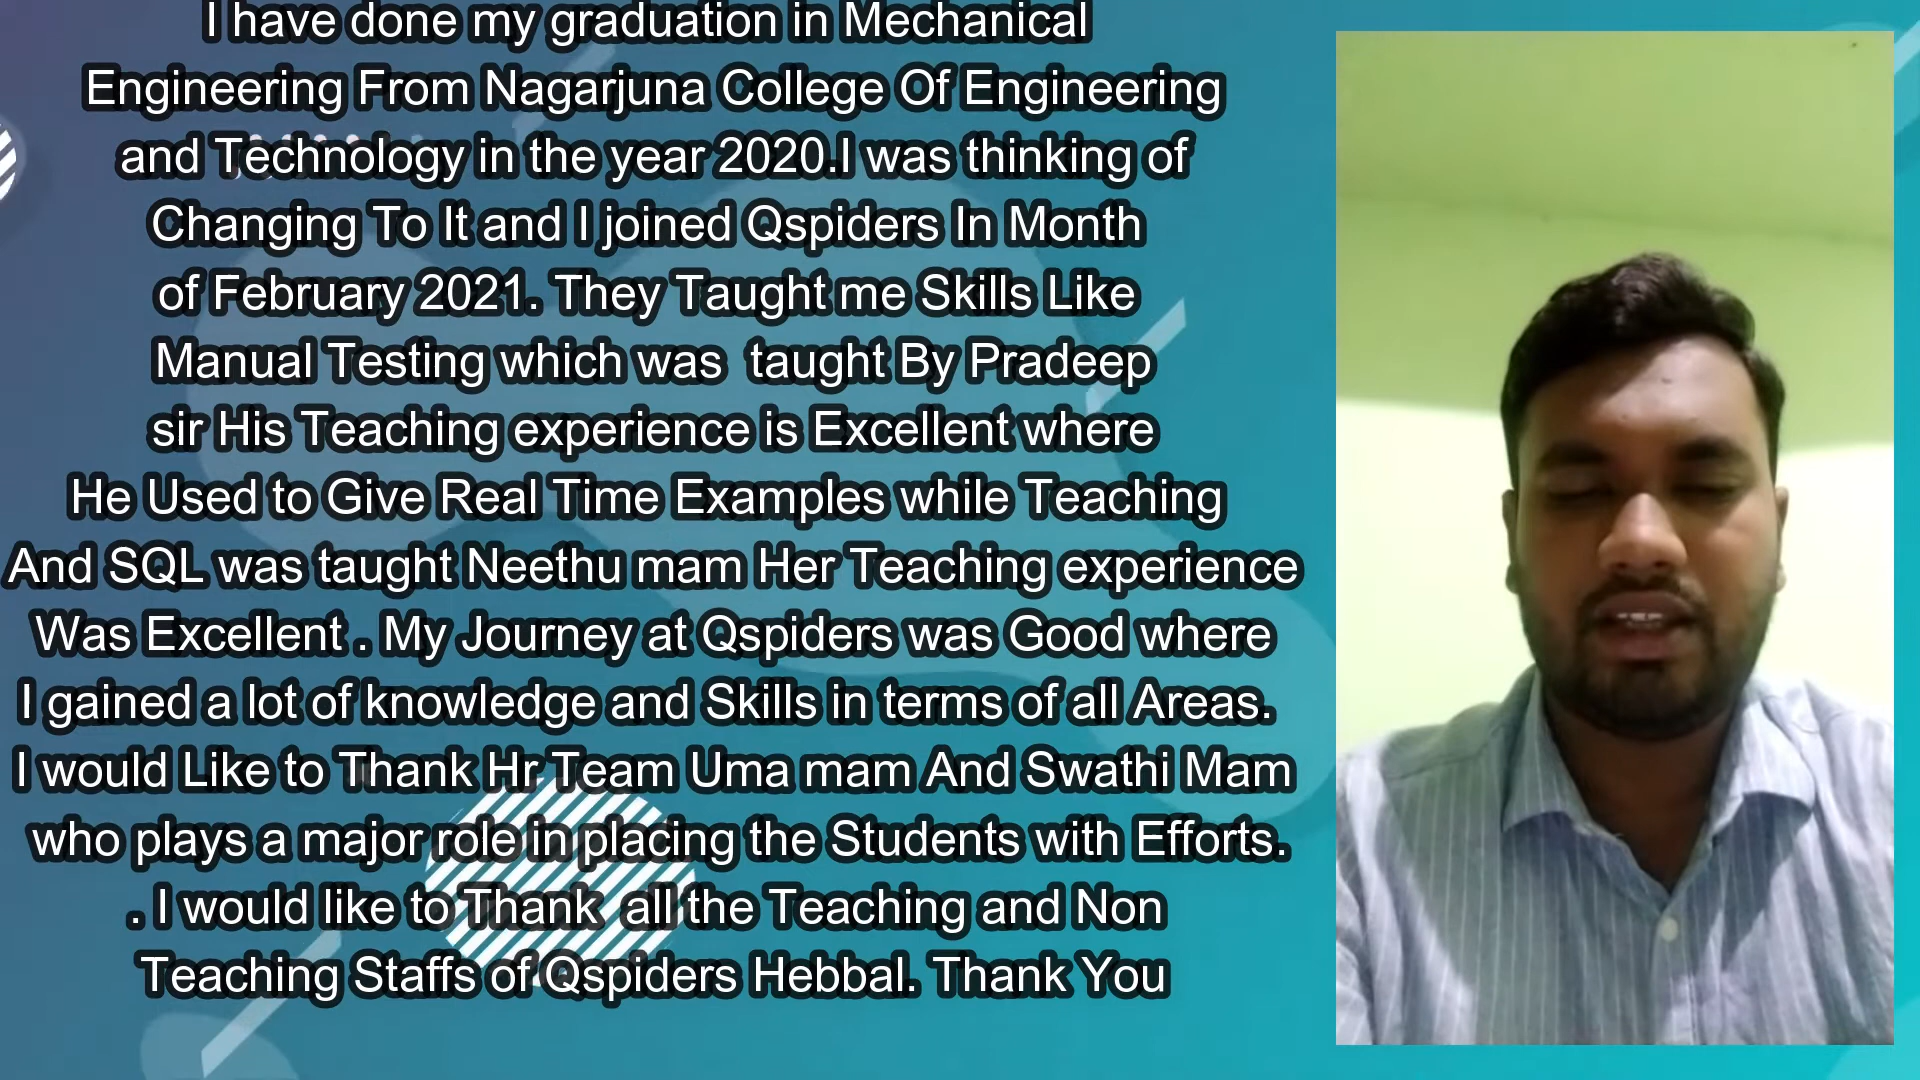 I have done my graduation in Mechanical
Engineering From Nagarjuna College Of Engineering
and Technology in the year 2020.I was thinking of
Changing To It and I joined Qspiders In Month
of February 2021. They Taught me Skills Like
Manual Testing which was  taught By Pradeep
sir His Teaching experience is Excellent where
He Used to Give Real Time Examples while Teaching
And SQL was taught Neethu mam Her Teaching experience
Was Excellent . My Journey at Qspiders was Good where
I gained a lot of knowledge and Skills in terms of all Areas.
I would Like to Thank Hr Team Uma mam And Swathi Mam
who plays a major role in placing the Students with Efforts.
. I would like to Thank  all the Teaching and Non
Teaching Staffs of Qspiders Hebbal. Thank You